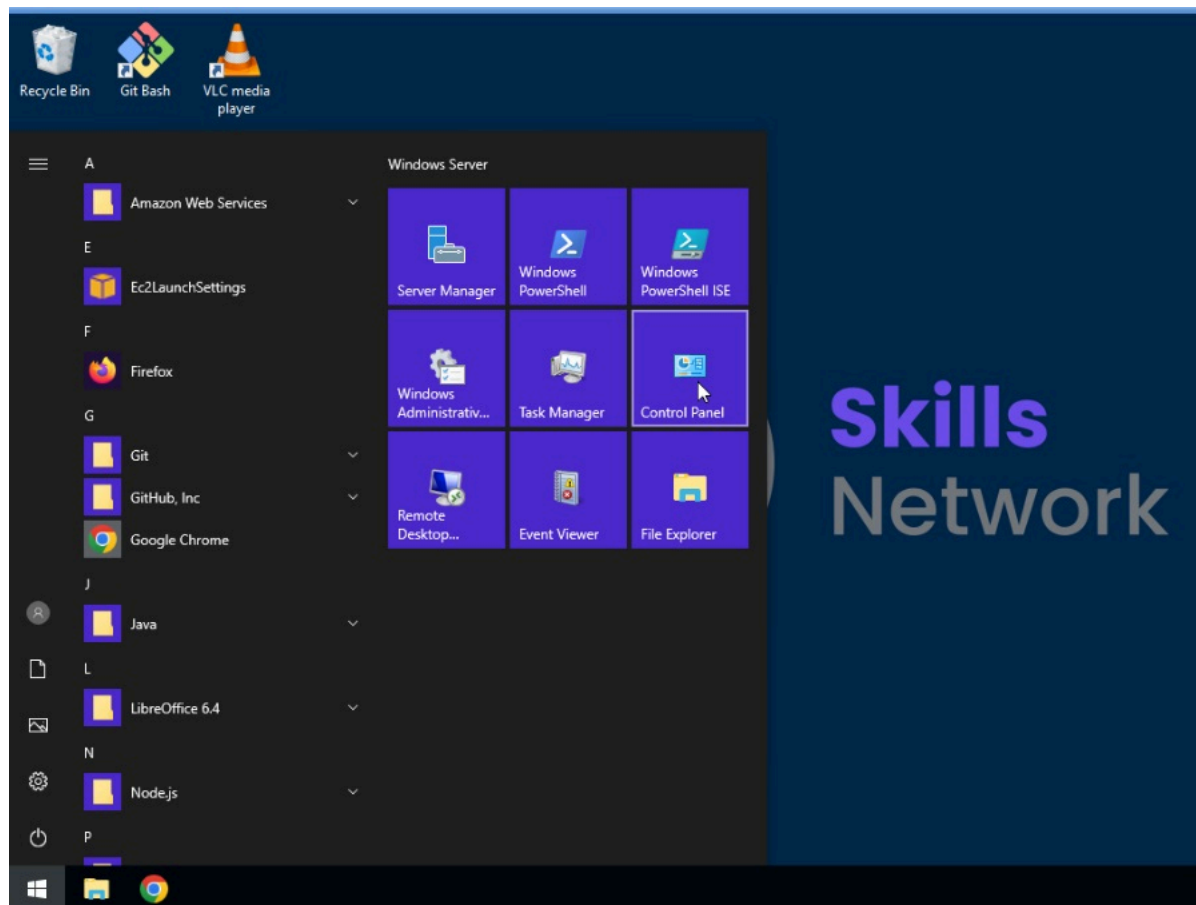 Recycle Bin
Git Bash
VLC media
player
A
Amazon Web Services
E
Ec2LaunchSettings
F
Firefox
G
Git
GitHub, Inc
Google Chrome
J
Java
L
LibreOffice 6.4
N
Node.js
P
Windows Server
Server Manager
Windows
PowerShell
Windows
PowerShell ISE
Windows
Administrativ...
Task Manager
Control Panel
Remote
Desktop...
Event Viewer
File Explorer
Skills
Network